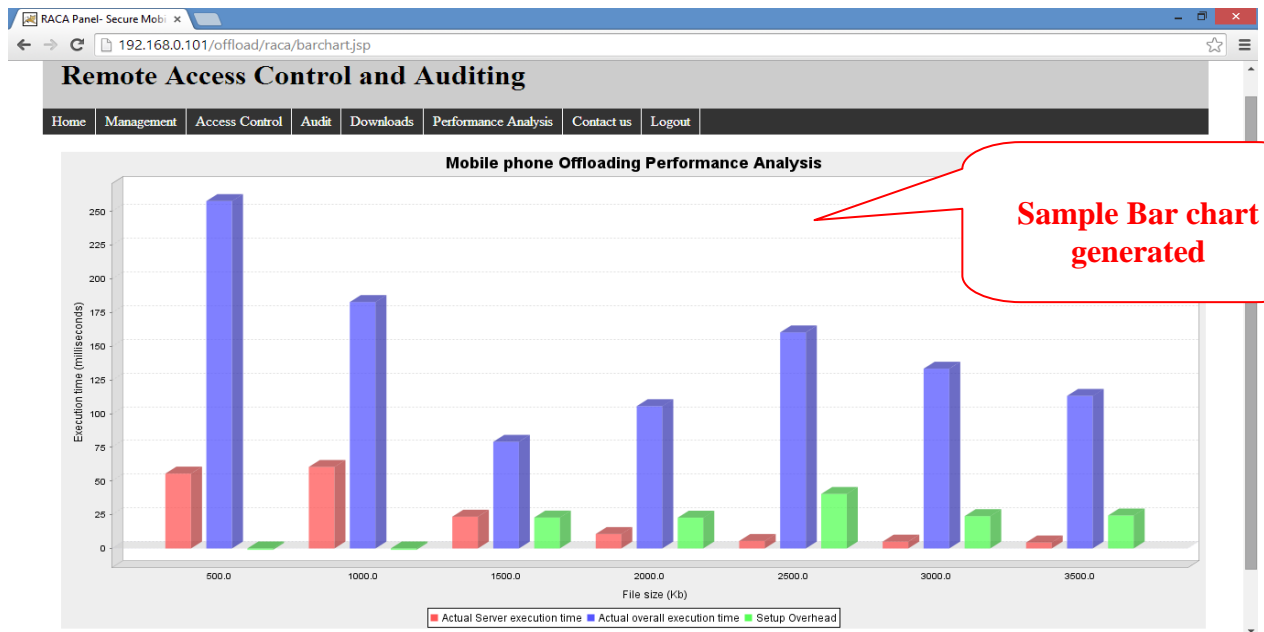 RACA Panel- Secure Mobi
192.168.0.101/offload/raca/barchart.jsp
Remote Access Control and Auditing
Home Management Access Control Audit Downloads Performance Analysis Contact us Logout
Mobile phone Offloading Performance Analysis
Sample Bar chart
generated
Execution time (milliseconds)
250
225
200
175
150
125
100
75
50
25
0
500.0 1000.0 1500.0 2000.0 2500.0 3000.0 3500.0
File size (Kb)
Actual Server execution time Actual overall execution time Setup Overhead